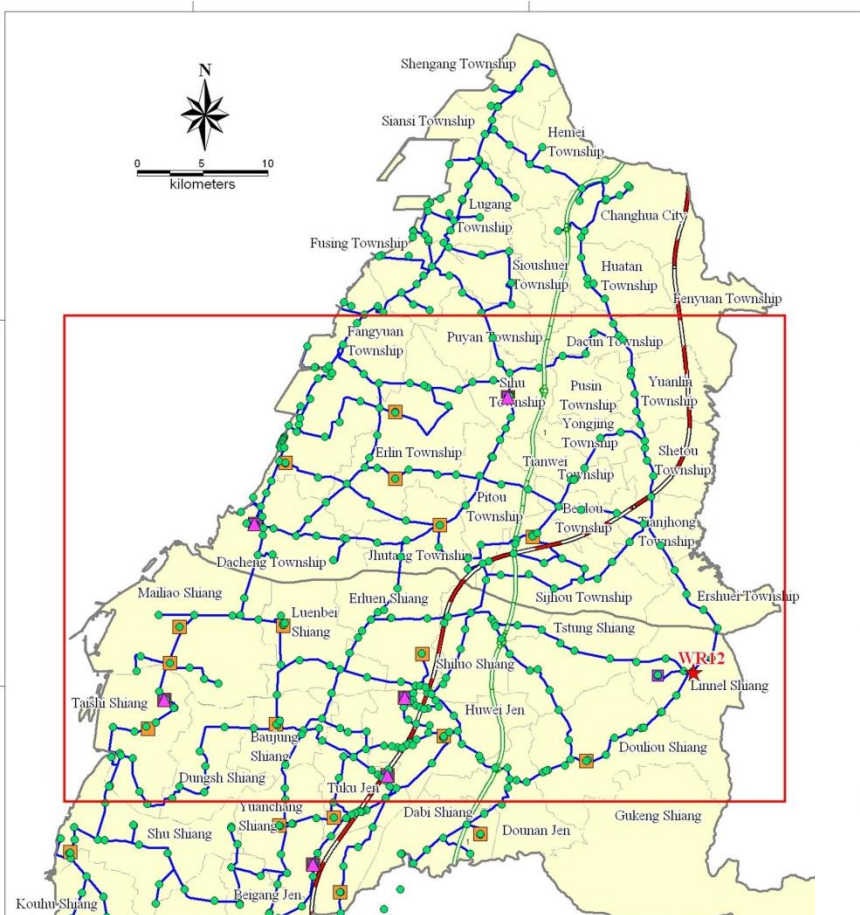 Shengang Township
N
Siansi Township
Hemei
Township
0 5 10
kilometers
Lugang
Township
Changhua City
Fusing Township
Sioushuer
Township
Huatan
Township
Fenyuan Township
Fangyuan
Township
Puyan Township
Dacun Township
Sihu
Township
Pusin
Township
Yuanlin
Township
Yongjing
Township
Erlin Township
Tianwei
Township
Shetou
Township
Pitou
Township
Beidou
Township
Tianjhong
Township
Dacheng Township
Jhutang Township
Mailiao Shiang
Erluen Shiang
Sijhou Township
Ershuei Township
Luenbei
Shiang
Tstung Shiang
WR12
Shiluo Shiang
Linnel Shiang
Taishi Shiang
Huwei Jen
Baujung
Shiang
Douliou Shiang
Dungsh Shiang
Tuku Jen
Yuanchang
Shiang
Dabi Shiang
Gukeng Shiang
Shu Shiang
Dounan Jen
Beigang Jen
Kouhu Shiang